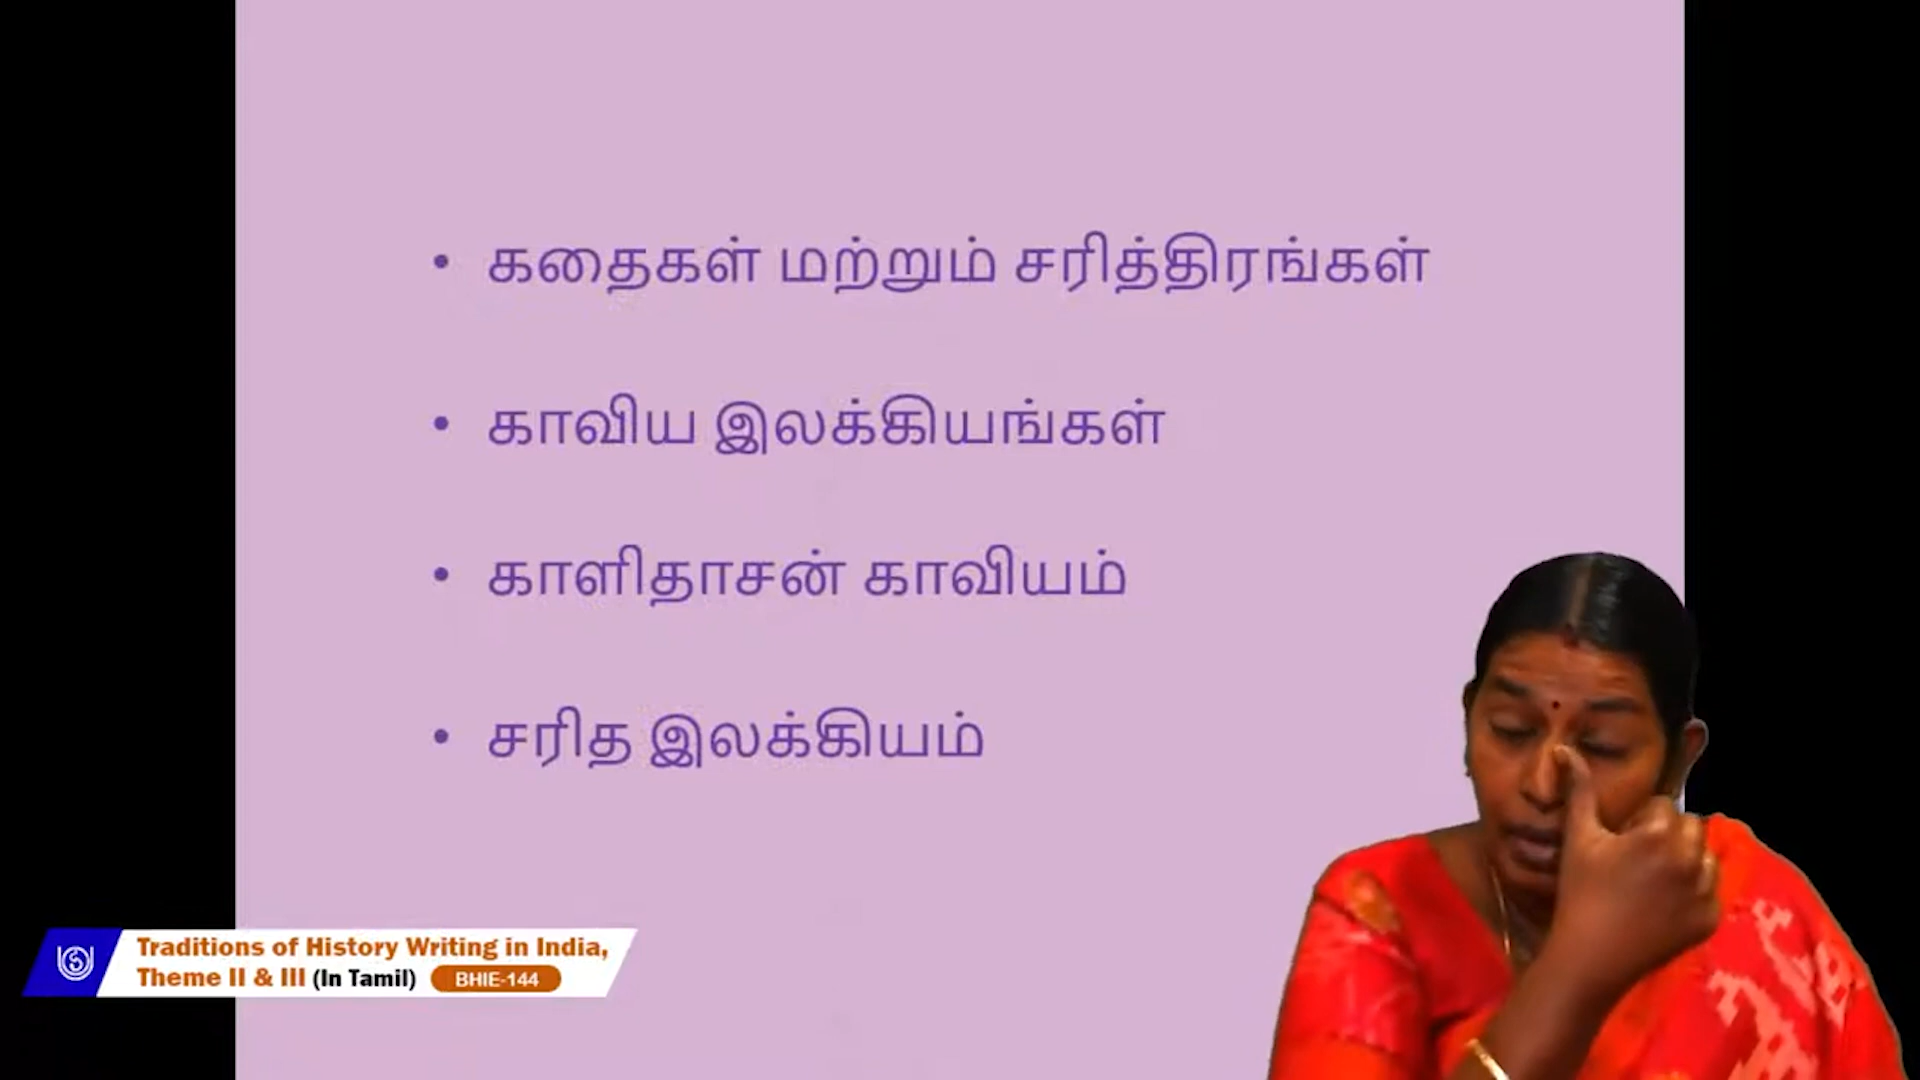 • கதைகள் மற்றும் சரித்திரங்கள்
• காவிய இலக்கியங்கள்
• காளிதாசன் காவியம்
• சரித இலக்கியம்
Traditions of History Writing in India,
Theme II & III (In Tamil) BHIE-144